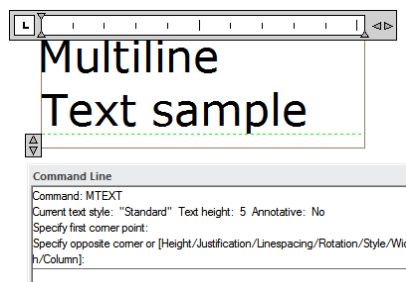 Multiline
Text sample
Command Line
Command: MTEXT
Current text style: "Standard" Text height: 5 Annotative: No
Specify first corner point:
Specify opposite corner or [Height/Justification/Linespacing/Rotation/Style/Wid
h/Column]: